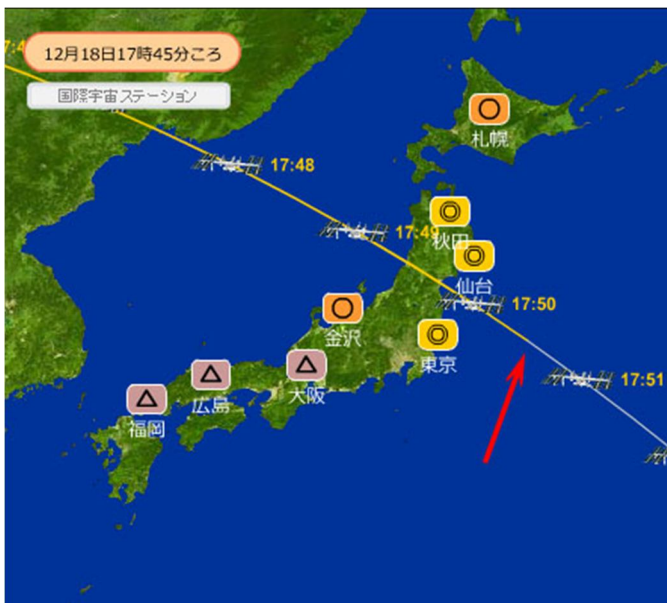 12月18日17時45分ころ
国際宇宙ステーション
札幌
17:48
17:49
秋田
仙台
17:50
金沢
東京
大阪
17:51
広島
福岡